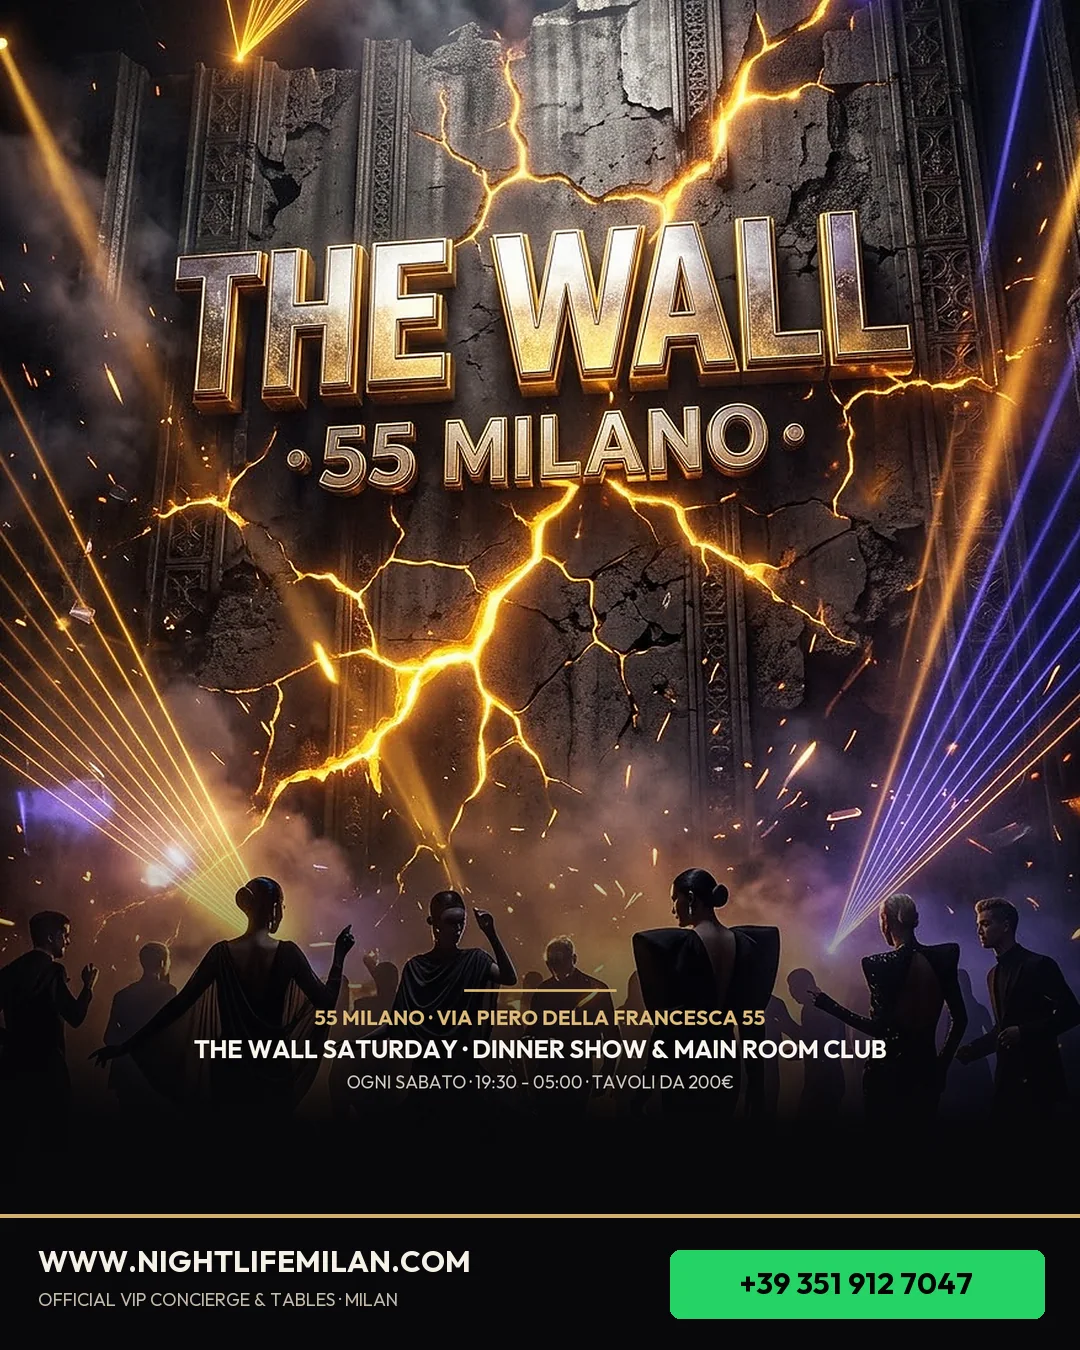 THE WALL
· 55 MILANO ·
55 MILANO · VIA PIERO DELLA FRANCESCA 55
THE WALL SATURDAY · DINNER SHOW & MAIN ROOM CLUB
OGNI SABATO · 19:30 - 05:00 · TAVOLI DA 200€
WWW.NIGHTLIFEMILAN.COM
OFFICIAL VIP CONCIERGE & TABLES · MILAN
+39 351 912 7047